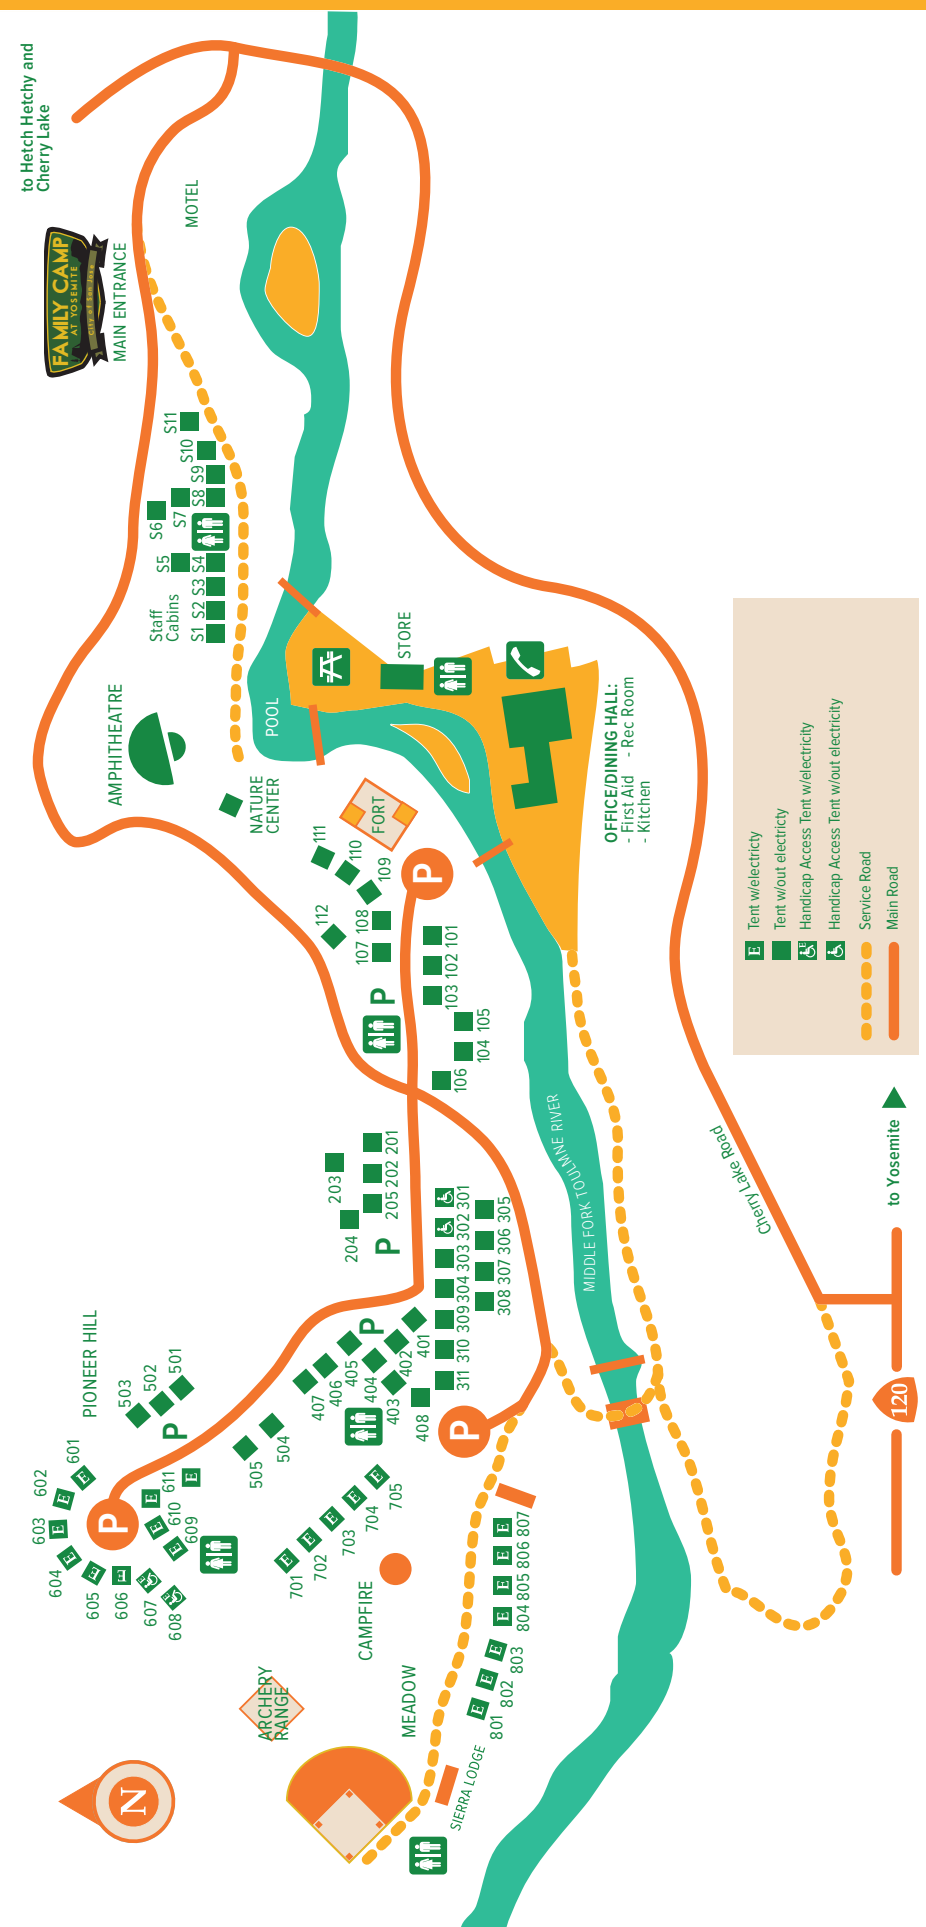 to Hetch Hetchy and
Cherry Lake
FAMILY CAMP
AT YOSEMITE
City of San Jose
MAIN ENTRANCE
MOTEL
S11
S10
S9
S8
S7
S6
S5
S4
S3
S2
S1
Staff
Cabins
AMPHITHEATRE
POOL
NATURE
CENTER
STORE
OFFICE/DINING HALL:
- First Aid - Rec Room
- Kitchen
FORT
111
110
109
112
108
107
P
101
102
103
P
105
104
106
201
202
205
203
204
P
301
302
303
304
309
310
311
305
306
307
308
P
401
402
405
404
403
406
407
408
P
PIONEER HILL
501
502
503
P
504
505
601
602
603
604
605
606
607
608
609
610
611
E
E
E
E
E
E
E
E
E
E
E
E
P
701
702
703
704
705
E
E
E
E
E
CAMPFIRE
ARCHERY
RANGE
MEADOW
807
806
805
804
803
802
801
E
E
E
E
E
E
E
SIERRA LODGE
N
MIDDLE FORK TOULMNE RIVER
Cherry Lake Road
to Yosemite
120
E Tent w/electricty
Tent w/out electricty
E Handicap Access Tent w/electricity
Handicap Access Tent w/out electricity
Service Road
Main Road